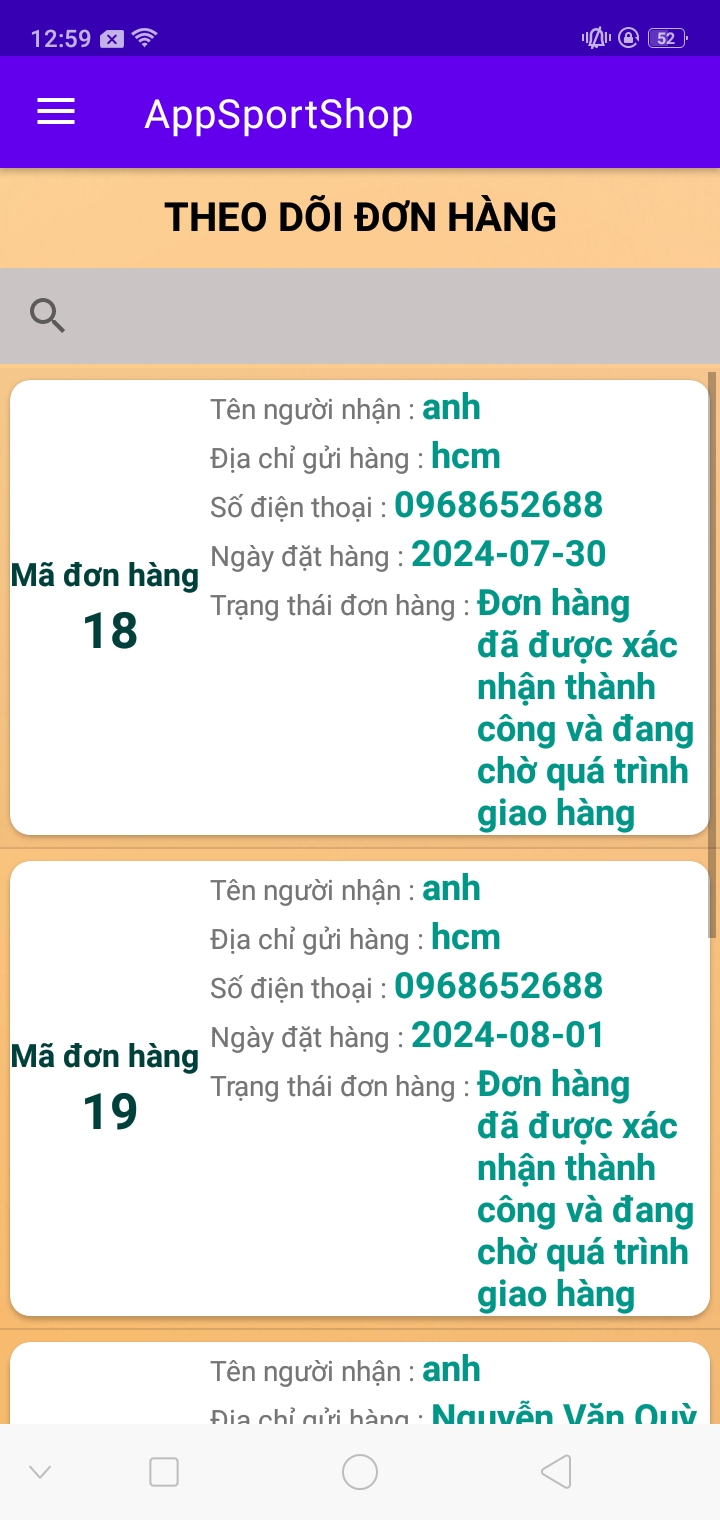 12:59
52
AppSportShop
THEO DÕI ĐƠN HÀNG
Tên người nhận : anh
Địa chỉ gửi hàng : hcm
Số điện thoại : 0968652688
Ngày đặt hàng : 2024-07-30
Mã đơn hàng
18
Trạng thái đơn hàng : Đơn hàng
đã được xác
nhận thành
công và đang
chờ quá trình
giao hàng
Tên người nhận : anh
Địa chỉ gửi hàng : hcm
Số điện thoại : 0968652688
Ngày đặt hàng : 2024-08-01
Mã đơn hàng
19
Trạng thái đơn hàng : Đơn hàng
đã được xác
nhận thành
công và đang
chờ quá trình
giao hàng
Tên người nhận : anh
Địa chỉ gửi hàng : Nguyễn Văn Quỳ